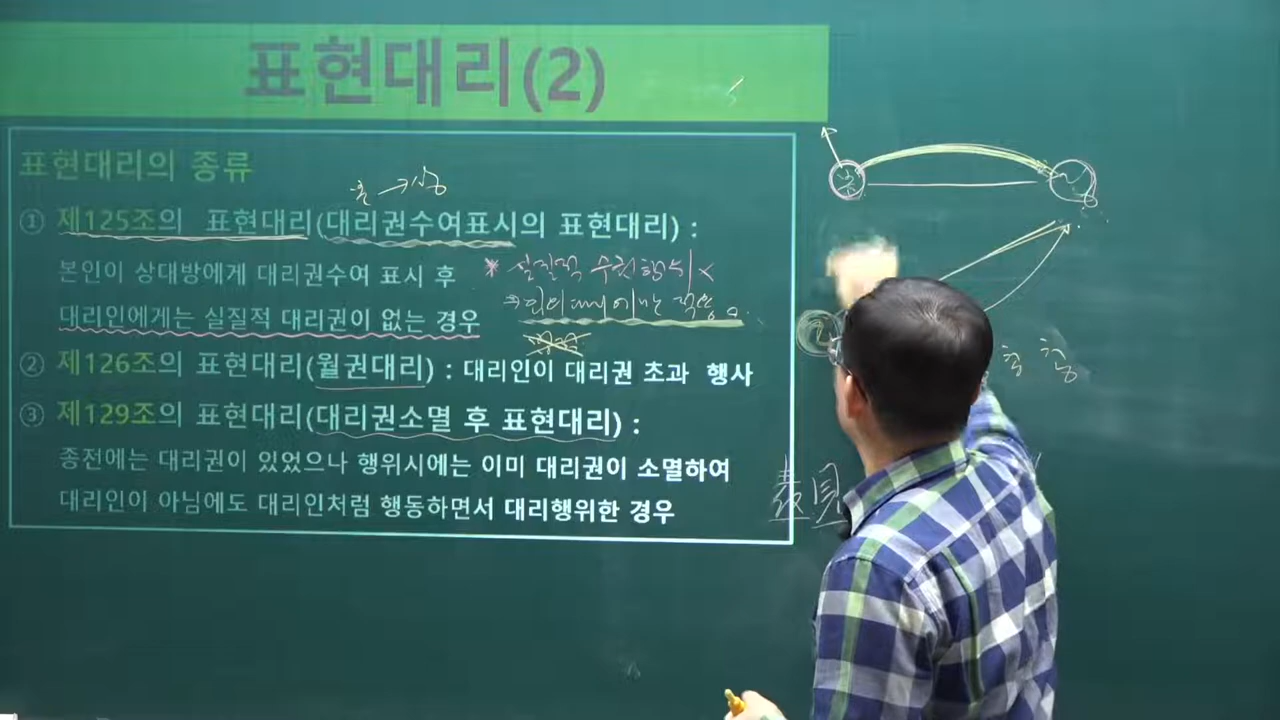 표현대리(2)
표현대리의 종류
① 제125조의 표현대리(대리권수여표시의 표현대리) :
본인이 상대방에게 대리권수여 표시 후
* 실질적 수권행위 ×
대리인에게는 실질적 대리권이 없는 경우
② 제126조의 표현대리(월권대리) : 대리인이 대리권 초과 행사
③ 제129조의 표현대리(대리권소멸 후 표현대리) :
종전에는 대리권이 있었으나 행위시에는 이미 대리권이 소멸하여
대리인이 아님에도 대리인처럼 행동하면서 대리행위한 경우